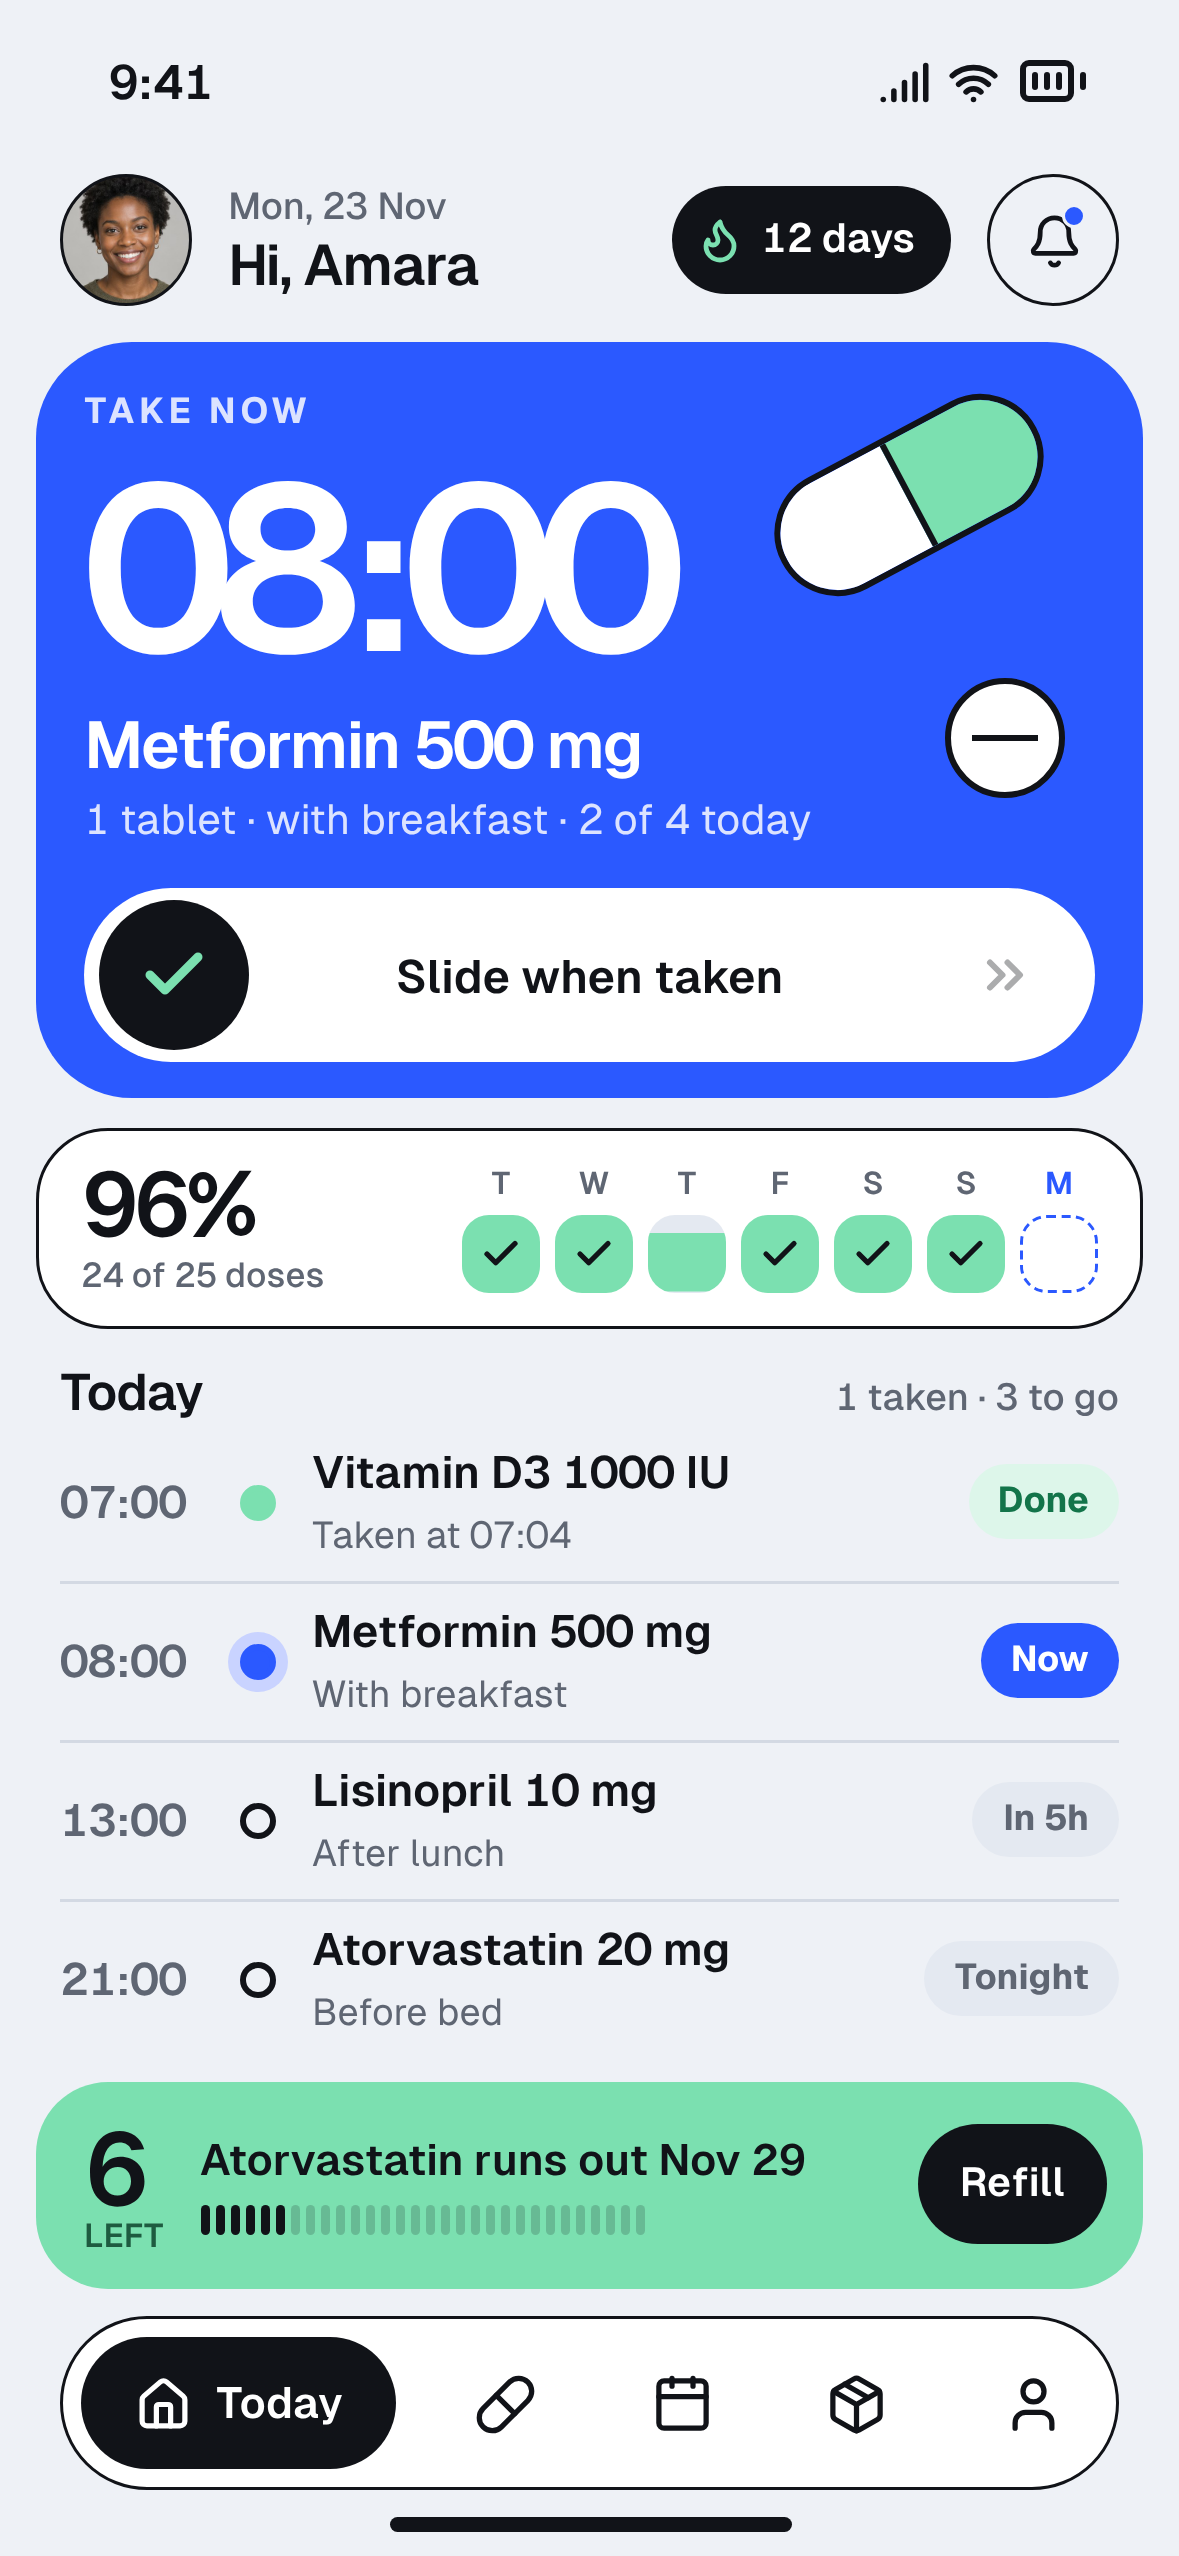 9:41
Mon, 23 Nov
Hi, Amara
12 days
TAKE NOW
08:00
Metformin 500 mg
1 tablet · with breakfast · 2 of 4 today
Slide when taken
96%
24 of 25 doses
T W T F S S M
Today
1 taken · 3 to go
07:00
Vitamin D3 1000 IU
Taken at 07:04
Done
08:00
Metformin 500 mg
With breakfast
Now
13:00
Lisinopril 10 mg
After lunch
In 5h
21:00
Atorvastatin 20 mg
Before bed
Tonight
6
LEFT
Atorvastatin runs out Nov 29
Refill
Today